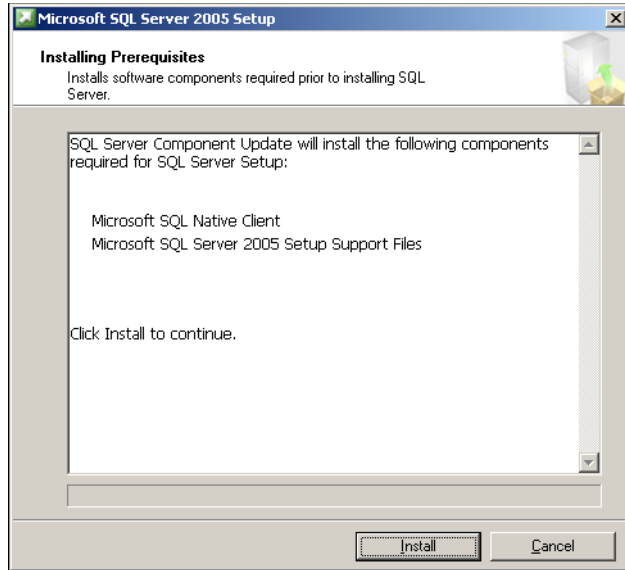 Microsoft SQL Server 2005 Setup
Installing Prerequisites
Installs software components required prior to installing SQL
Server.
SQL Server Component Update will install the following components
required for SQL Server Setup:
Microsoft SQL Native Client
Microsoft SQL Server 2005 Setup Support Files
Click Install to continue.
Install
Cancel